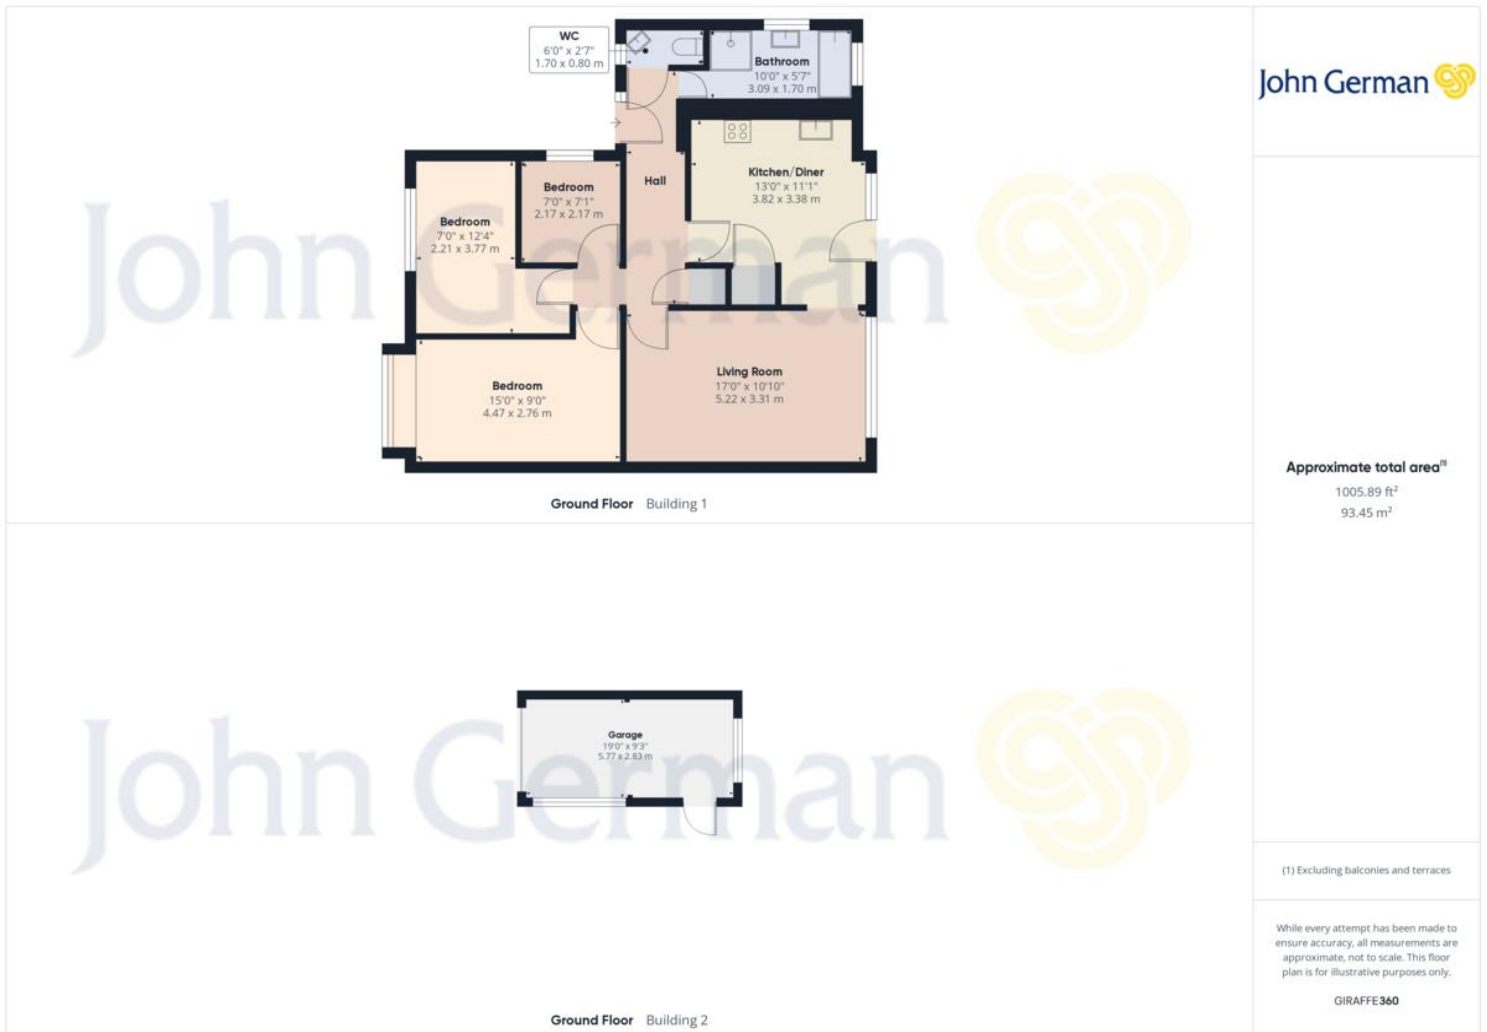 WC
6'0" x 2'7"
1.70 x 0.80 m
Bathroom
10'0" x 5'7"
3.09 x 1.70 m
Hall
Kitchen/Diner
13'0" x 11'1"
3.82 x 3.38 m
Bedroom
7'0" x 7'1"
2.17 x 2.17 m
Bedroom
7'0" x 12'4"
2.21 x 3.77 m
Bedroom
15'0" x 9'0"
4.47 x 2.76 m
Living Room
17'0" x 10'10"
5.22 x 3.31 m
John German
Ground Floor Building 1
Garage
19'0" x 9'3"
5.77 x 2.83 m
John German
Ground Floor Building 2
John German
Approximate total area(1)
1005.89 ft²
93.45 m²
(1) Excluding balconies and terraces
While every attempt has been made to
ensure accuracy, all measurements are
approximate, not to scale. This floor
plan is for illustrative purposes only.
GIRAFFE360